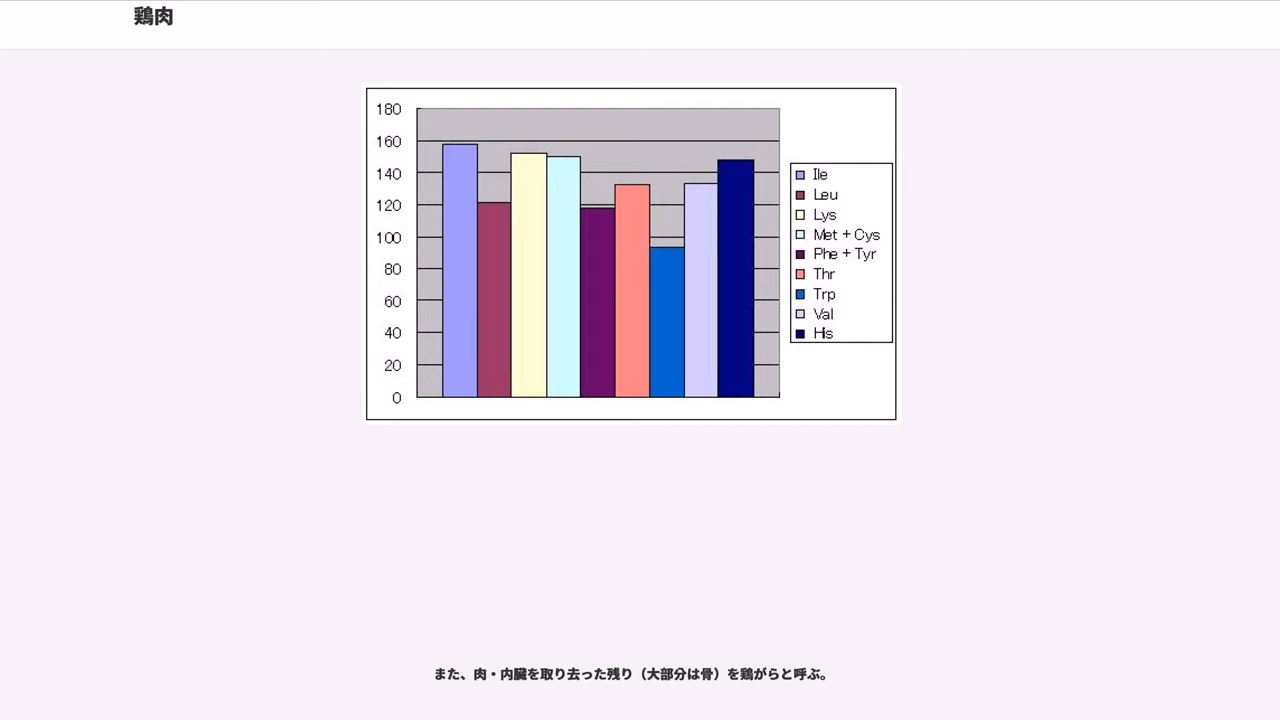 鶏肉
180
160
140
120
100
80
60
40
20
0
Ile
Leu
Lys
Met + Cys
Phe + Tyr
Thr
Trp
Val
His
また、肉・内臓を取り去った残り（大部分は骨）を鶏がらと呼ぶ。